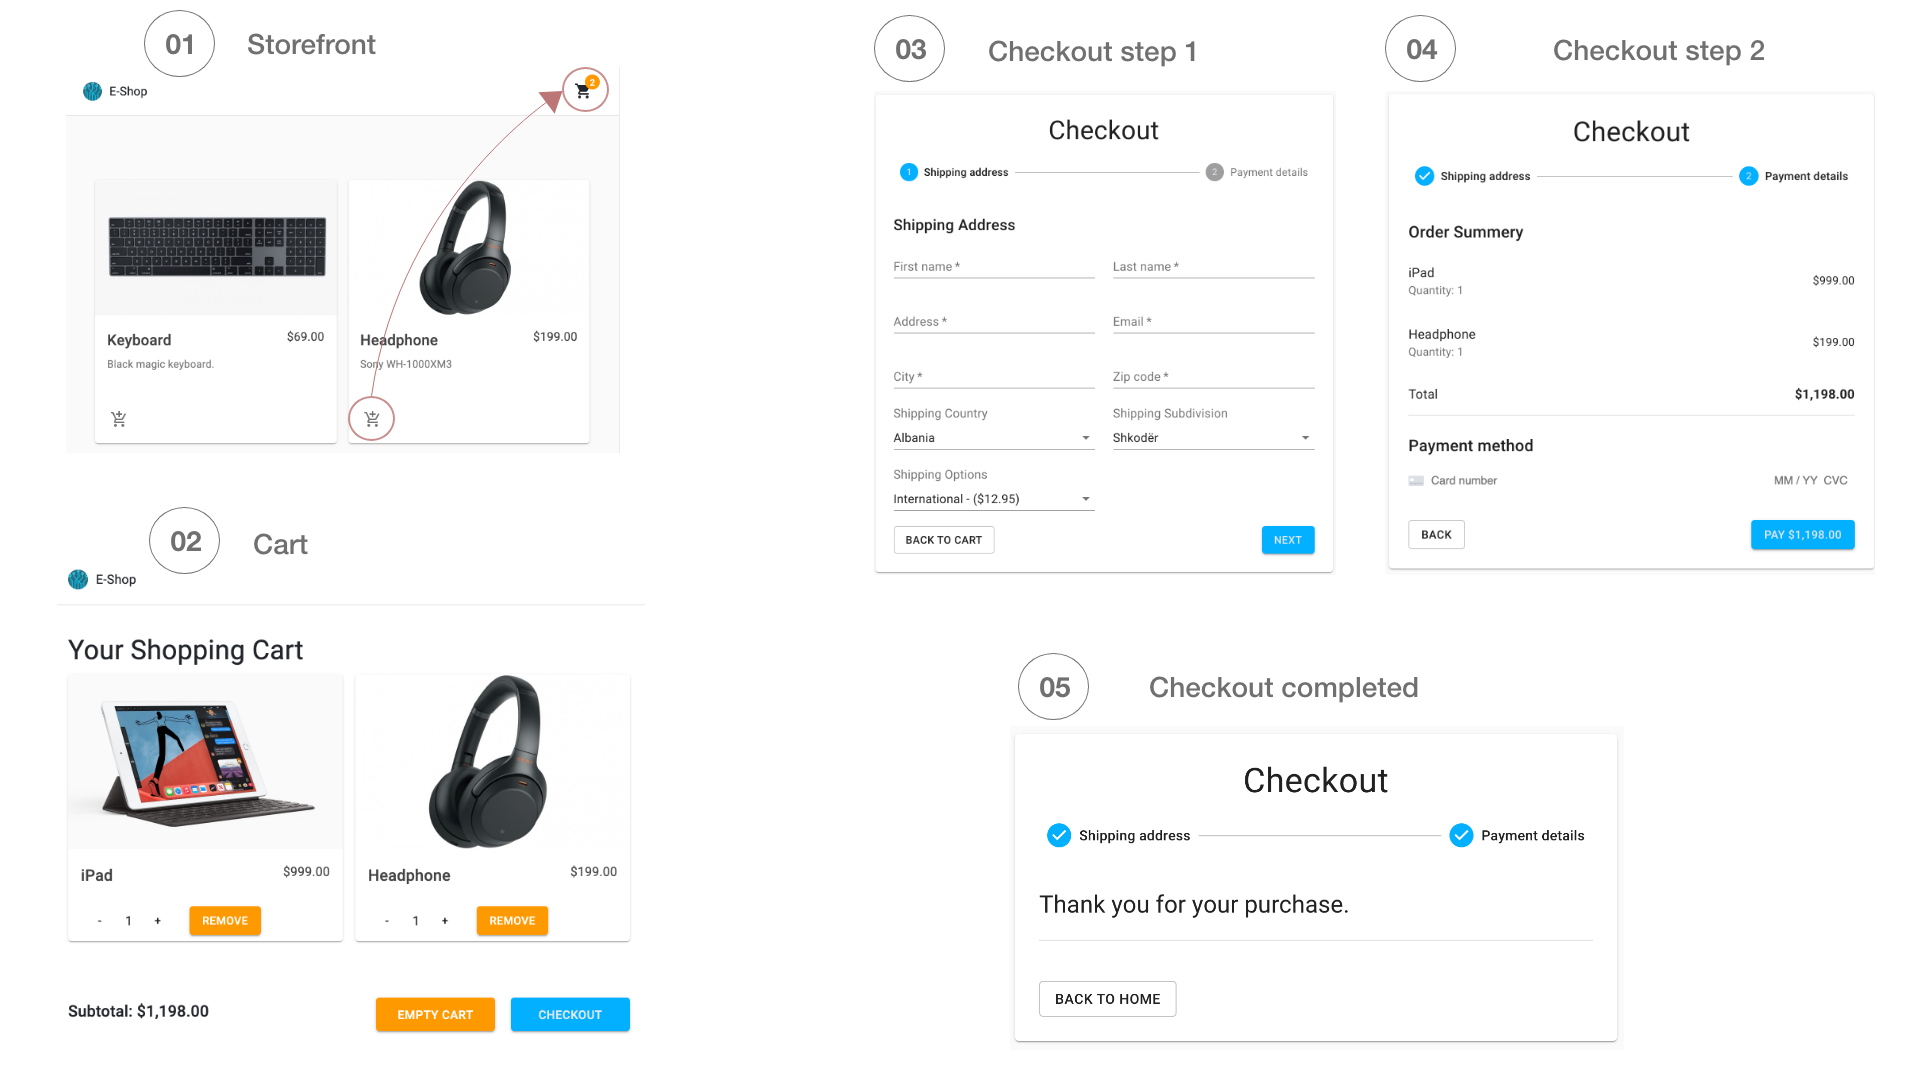 01 Storefront
E-Shop
2
Keyboard $69.00
Black magic keyboard.
Headphone $199.00
Sony WH-1000XM3
02 Cart
E-Shop
Your Shopping Cart
iPad $999.00
- 1 + REMOVE
Headphone $199.00
- 1 + REMOVE
Subtotal: $1,198.00 EMPTY CART CHECKOUT
03 Checkout step 1
Checkout
1 Shipping address 2 Payment details
Shipping Address
First name * Last name *
Address * Email *
City * Zip code *
Shipping Country Shipping Subdivision
Albania Shkodër
Shipping Options
International - ($12.95)
BACK TO CART NEXT
04 Checkout step 2
Checkout
Shipping address 2 Payment details
Order Summery
iPad
Quantity: 1 $999.00
Headphone
Quantity: 1 $199.00
Total $1,198.00
Payment method
Card number MM / YY CVC
BACK PAY $1,198.00
05 Checkout completed
Checkout
Shipping address Payment details
Thank you for your purchase.
BACK TO HOME